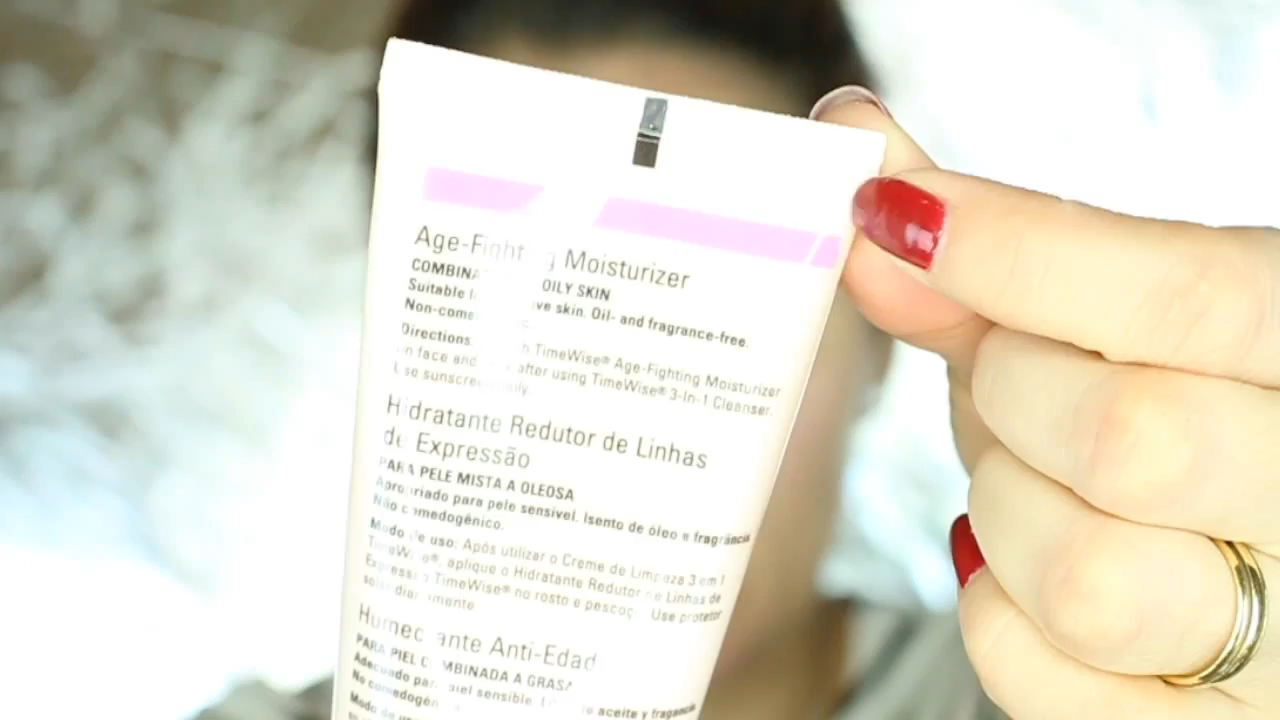 Age-Fighting Moisturizer
OILY SKIN
Suitable skin. Oil- and fragrance-free.
Directions: TimeWise® Age-Fighting Moisturizer
face and after using TimeWise® 3-In-1 Cleanser.
Use sunscreen daily.
Hidratante Redutor de Linhas
de Expressão
PARA PELE MISTA A OLEOSA
Apropriado para pele sensível. Isento de óleo e fragrância.
Não comedogênico.
Modo de uso: Após utilizar o Creme de Limpeza 3 em 1
TimeWise®, aplique o Hidratante Redutor de Linhas de
Expressão TimeWise® no rosto e pescoço. Use protetor
solar diariamente.
Humectante Anti-Edad
PARA PIEL COMBINADA A GRASA
Adecuado para piel sensible. aceite y fragancia.
No
Modo de